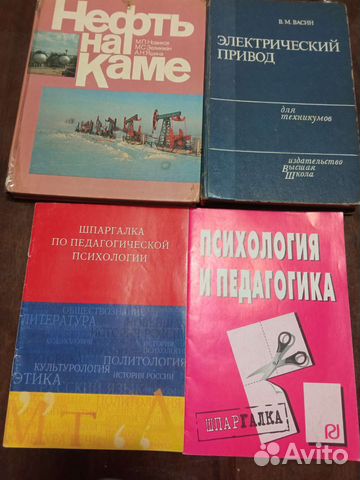 Нефть
на
Каме
М.П. Новиков
А.Н. Яшина
В. М. ВАСИН
ЭЛЕКТРИЧЕСКИЙ
ПРИВОД
для
техникумов
издательство
Высшая
Школа
ШПАРГАЛКА
ПО ПЕДАГОГИЧЕСКОЙ
ПСИХОЛОГИИ
ОБЩЕСТВОЗНАНИЕ
ЛИТЕРАТУРА
ПОЛИТОЛОГИЯ
КУЛЬТУРОЛОГИЯ
ЭТИКА
ИСТОРИЯ РОССИИ
ПСИХОЛОГИЯ
И ПЕДАГОГИКА
ШПАРГАЛКА
Avito